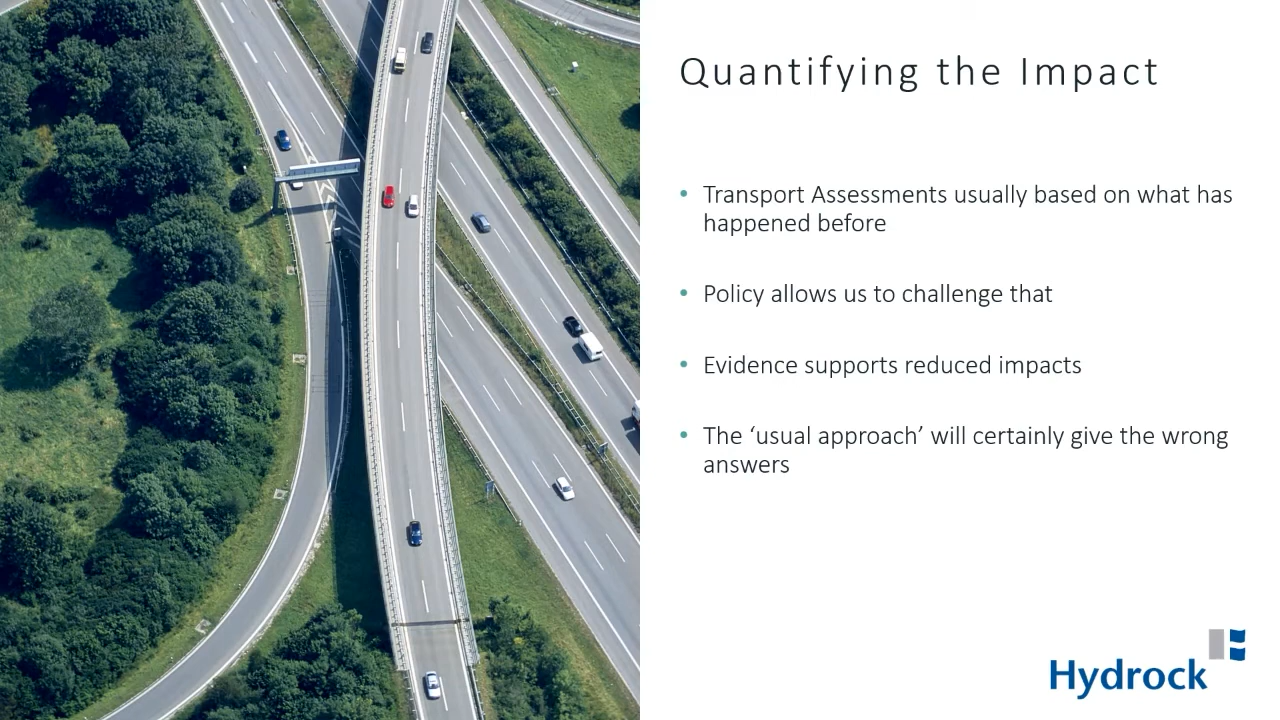 Quantifying the Impact
• Transport Assessments usually based on what has
happened before
• Policy allows us to challenge that
• Evidence supports reduced impacts
• The ‘usual approach’ will certainly give the wrong
answers
Hydrock